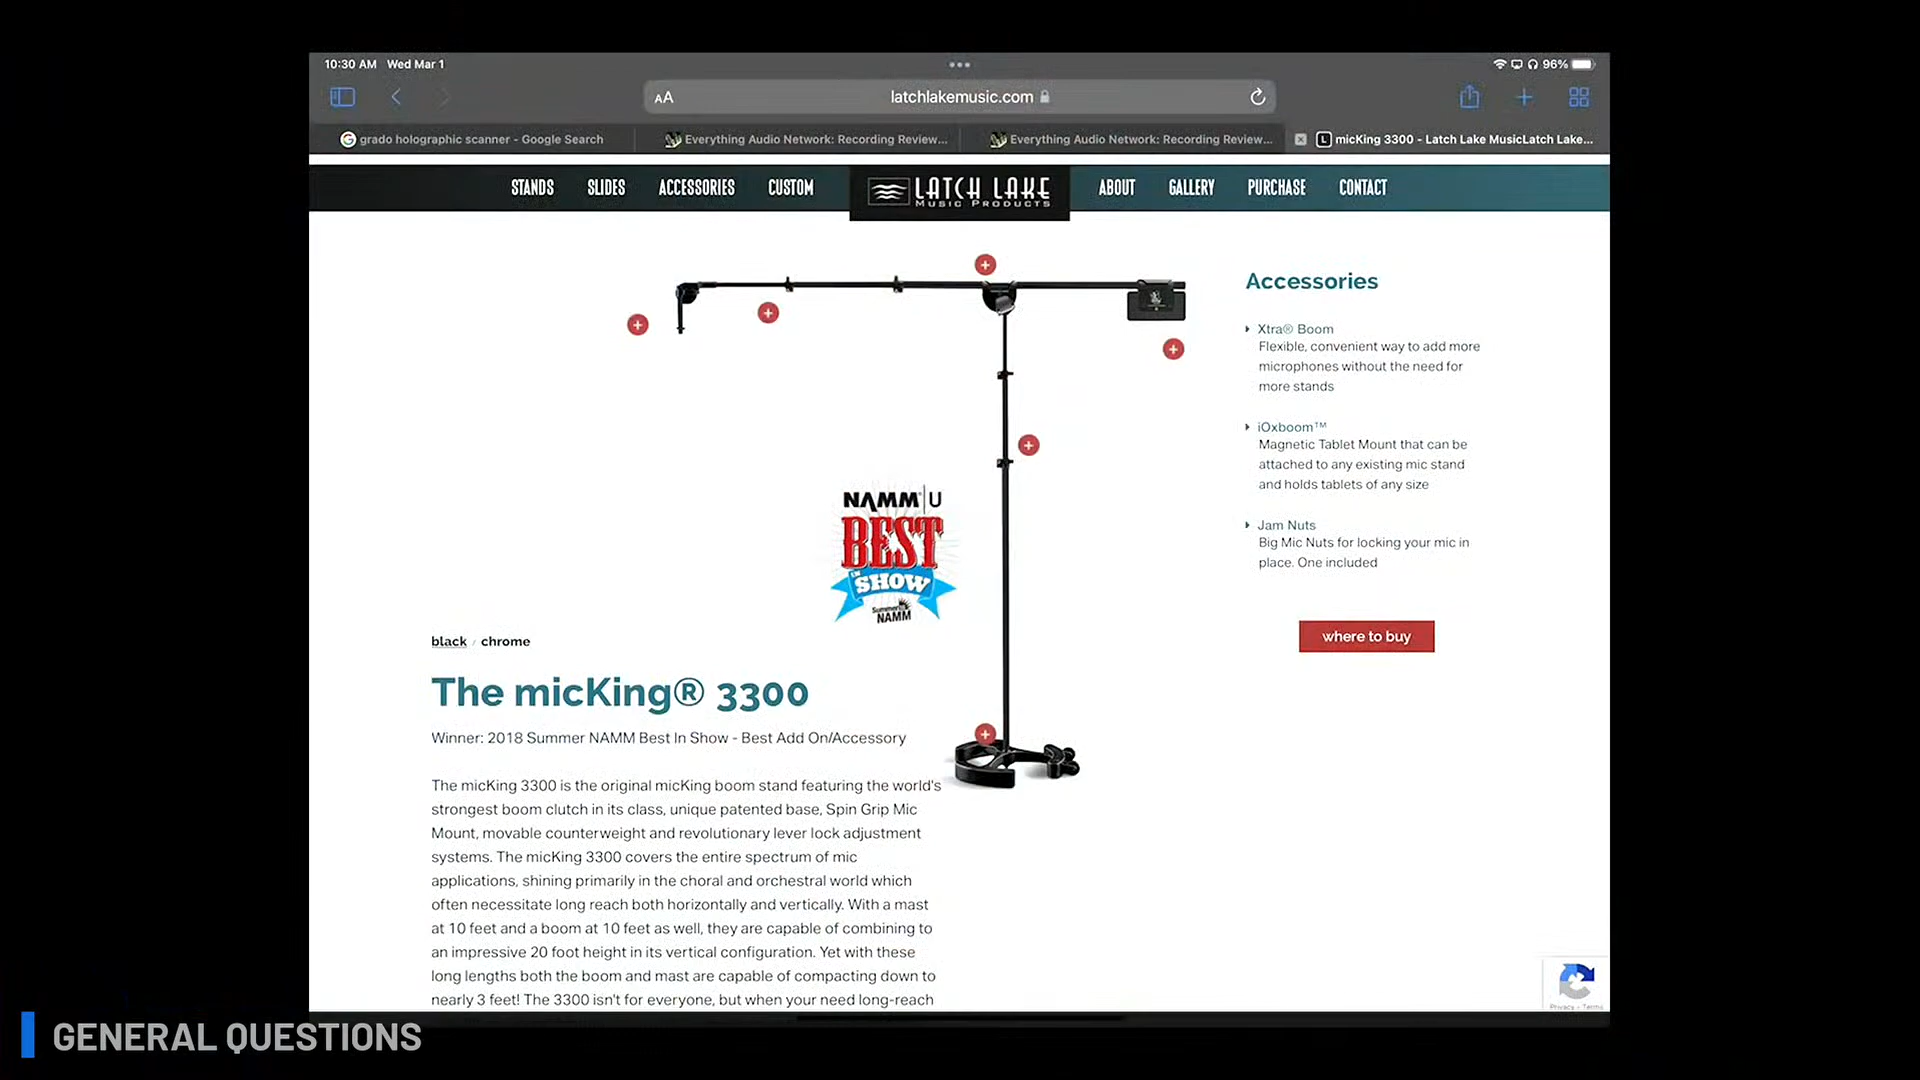 10:30 AM Wed Mar 1
96%
AA
latchlakemusic.com
grado holographic scanner - Google Search
Everything Audio Network: Recording Review...
Everything Audio Network: Recording Review...
L
micKing 3300 - Latch Lake MusicLatch Lake...
STANDS
SLIDES
ACCESSORIES
CUSTOM
LATCH LAKE
MUSIC PRODUCTS
ABOUT
GALLERY
PURCHASE
CONTACT
NAMM U
BEST
IN SHOW
Summer
NAMM
black / chrome
The micKing® 3300
Winner: 2018 Summer NAMM Best In Show - Best Add On/Accessory
The micKing 3300 is the original micKing boom stand featuring the world's
strongest boom clutch in its class, unique patented base, Spin Grip Mic
Mount, movable counterweight and revolutionary lever lock adjustment
systems. The micKing 3300 covers the entire spectrum of mic
applications, shining primarily in the choral and orchestral world which
often necessitate long reach both horizontally and vertically. With a mast
at 10 feet and a boom at 10 feet as well, they are capable of combining to
an impressive 20 foot height in its vertical configuration. Yet with these
long lengths both the boom and mast are capable of compacting down to
nearly 3 feet! The 3300 isn't for everyone, but when your need long-reach
Accessories
Xtra® Boom
Flexible, convenient way to add more
microphones without the need for
more stands
iOxboom™
Magnetic Tablet Mount that can be
attached to any existing mic stand
and holds tablets of any size
Jam Nuts
Big Mic Nuts for locking your mic in
place. One included
where to buy
Privacy - Terms
GENERAL QUESTIONS